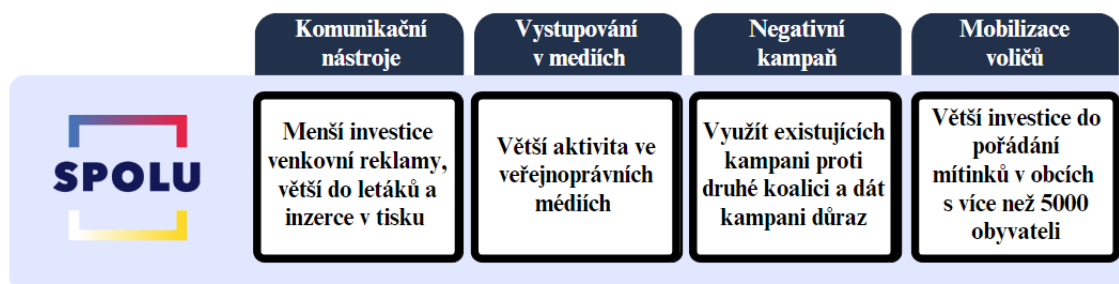 Komunikační
nástroje
Vystupování
v mediích
Negativní
kampaň
Mobilizace
voličů
SPOLU
Menší investice
venkovní reklamy,
větší do letáků a
inzerce v tisku
Větší aktivita ve
veřejnoprávních
médiích
Využít existujících
kampani proti
druhé koalici a dát
kampani důraz
Větší investice do
pořádání
mítinků v obcích
s více než 5000
obyvateli